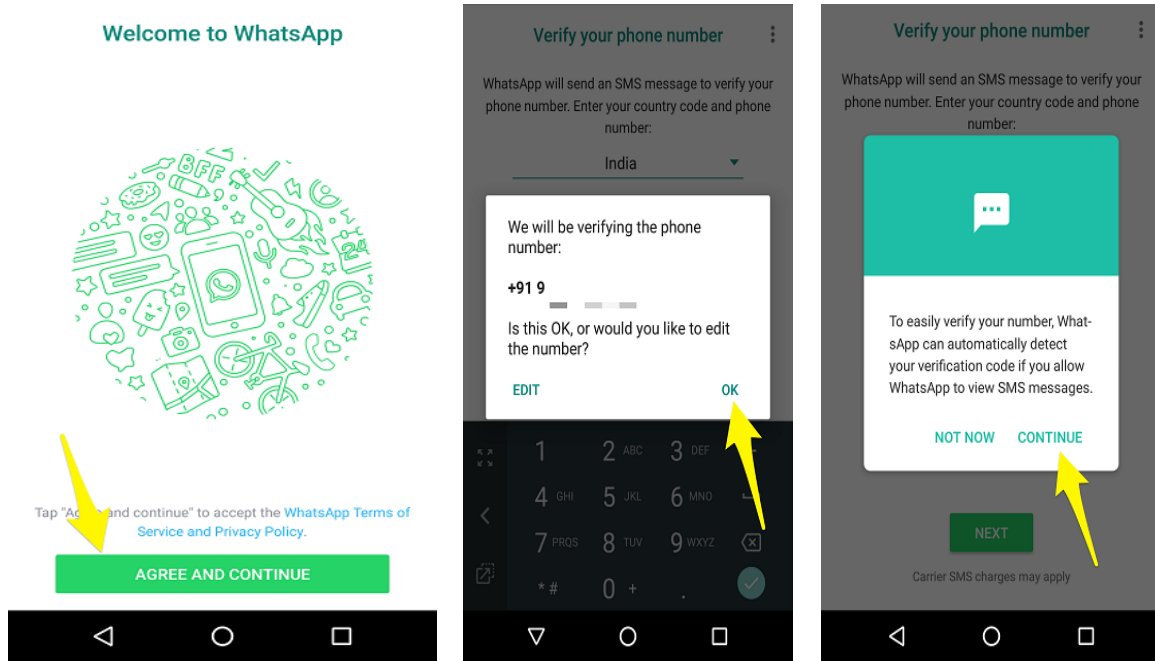 Welcome to WhatsApp
BFF
Tap "Ag and continue" to accept the WhatsApp Terms of
Service and Privacy Policy.
AGREE AND CONTINUE
Verify your phone number
WhatsApp will send an SMS message to verify your
phone number. Enter your country code and phone
number:
India
We will be verifying the phone
number:
+91 9
Is this OK, or would you like to edit
the number?
EDIT OK
1 2 ABC 3 DEF
4 GHI 5 JKL 6 MNO
7 PRQS 8 TUV 9 WXYZ
* # 0 + .
Verify your phone number
WhatsApp will send an SMS message to verify your
phone number. Enter your country code and phone
number:
To easily verify your number, What-
sApp can automatically detect
your verification code if you allow
WhatsApp to view SMS messages.
NOT NOW CONTINUE
NEXT
Carrier SMS charges may apply